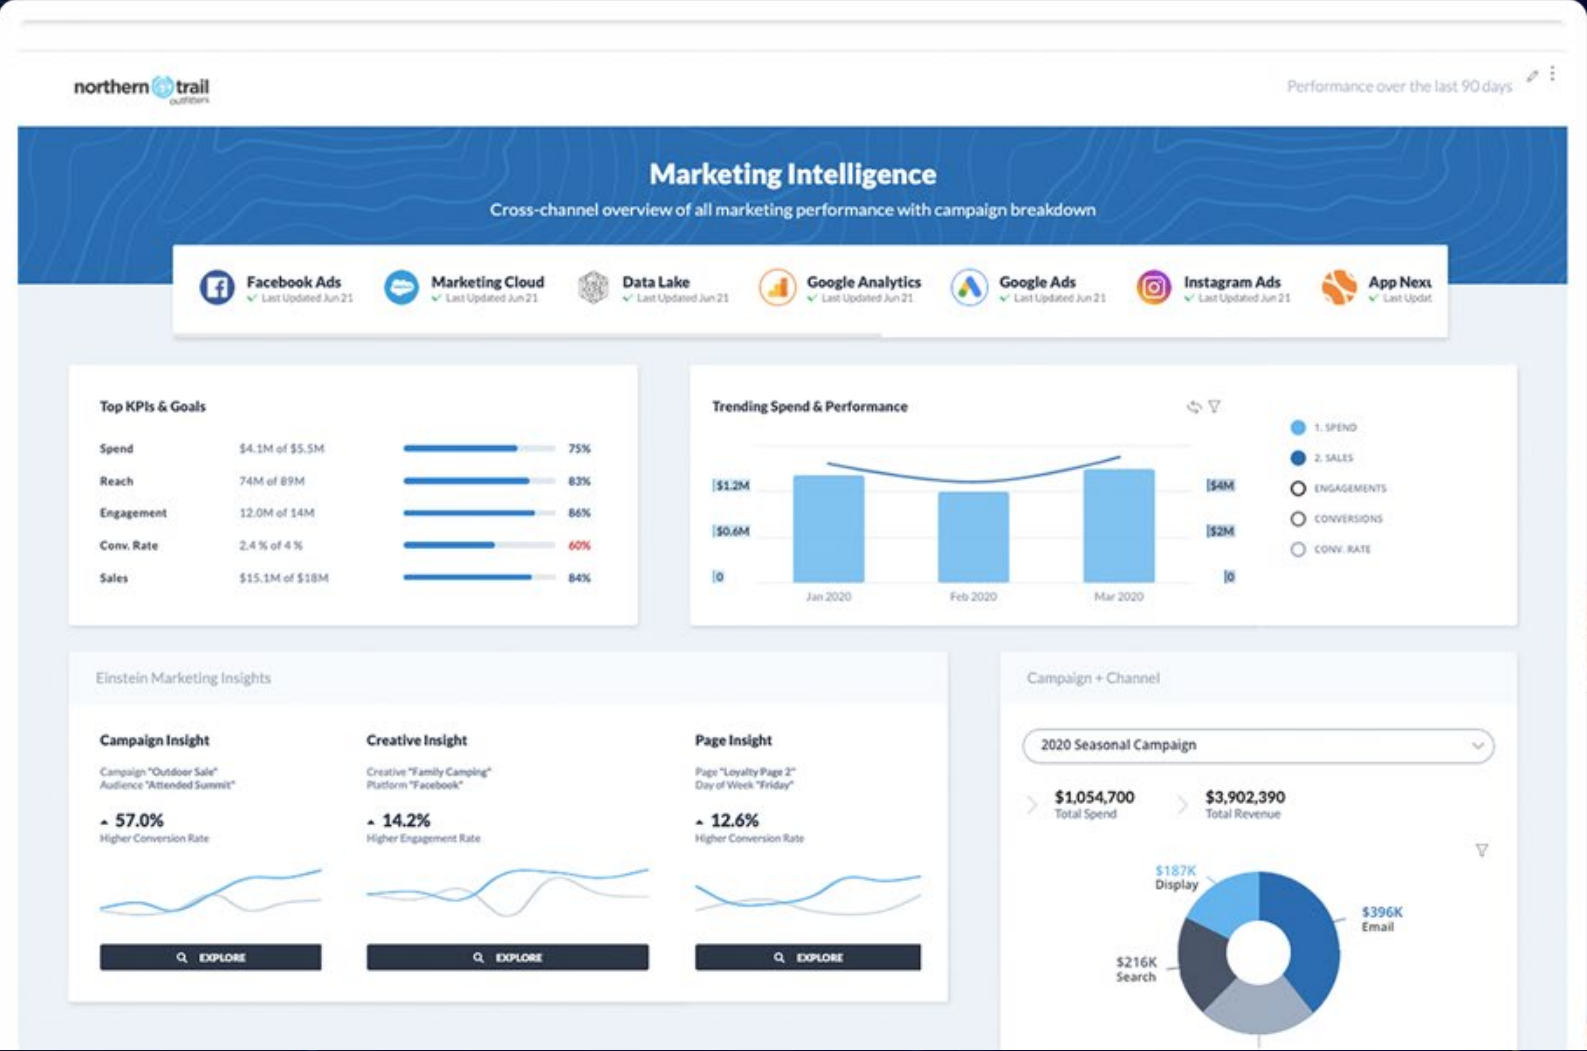 northern trail
outfitters
Performance over the last 90 days
Marketing Intelligence
Cross-channel overview of all marketing performance with campaign breakdown
Facebook Ads
Last Updated Jun 21
Marketing Cloud
Last Updated Jun 21
Data Lake
Last Updated Jun 21
Google Analytics
Last Updated Jun 21
Google Ads
Last Updated Jun 21
Instagram Ads
Last Updated Jun 21
App Nexu
Last Updat
Top KPIs & Goals
Spend $4.1M of $5.5M 75%
Reach 74M of 89M 83%
Engagement 12.0M of 14M 86%
Conv. Rate 2.4 % of 4 % 60%
Sales $15.1M of $18M 84%
Trending Spend & Performance
$1.2M
$0.6M
0
$4M
$2M
0
Jan 2020 Feb 2020 Mar 2020
1. SPEND
2. SALES
ENGAGEMENTS
CONVERSIONS
CONV. RATE
Einstein Marketing Insights
Campaign Insight
Campaign "Outdoor Sale"
Audience "Attended Summit"
57.0%
Higher Conversion Rate
EXPLORE
Creative Insight
Creative "Family Camping"
Platform "Facebook"
14.2%
Higher Engagement Rate
EXPLORE
Page Insight
Page "Loyalty Page 2"
Day of Week "Friday"
12.6%
Higher Conversion Rate
EXPLORE
Campaign + Channel
2020 Seasonal Campaign
$1,054,700
Total Spend
$3,902,390
Total Revenue
$187K
Display
$396K
Email
$216K
Search